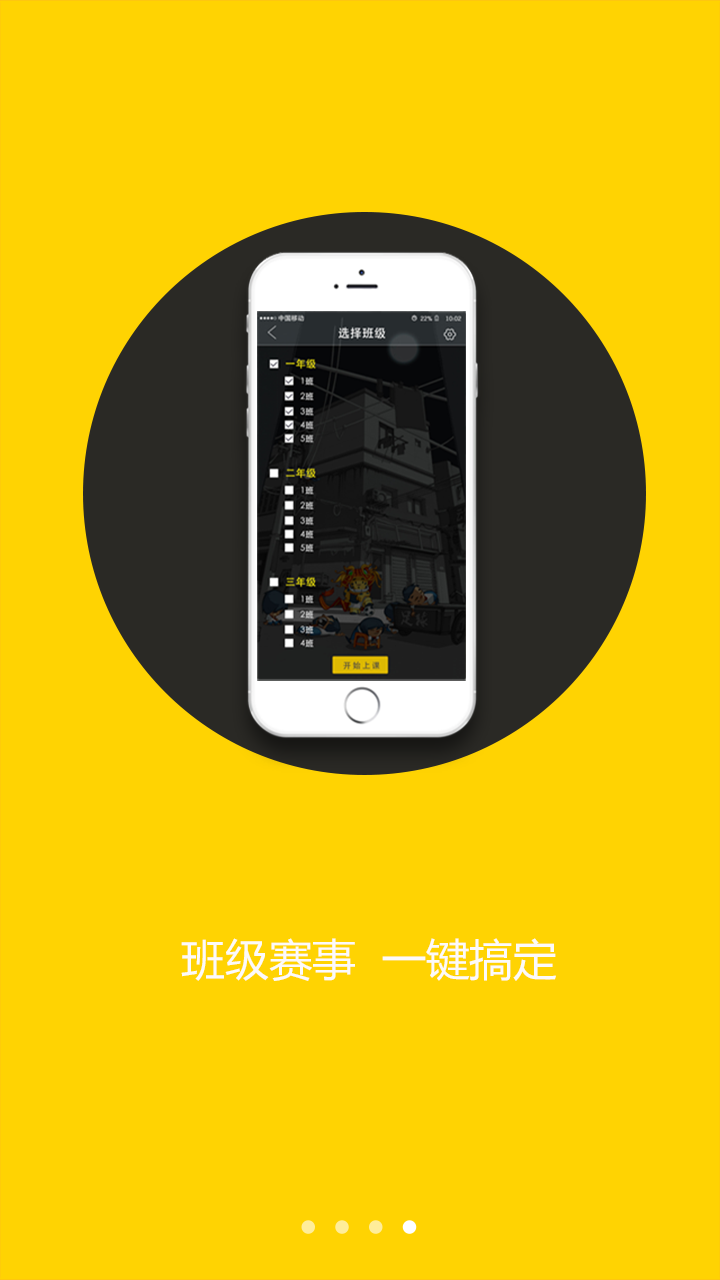 中国移动 22% 10:02
选择班级
一年级
1班
2班
3班
4班
5班
二年级
1班
2班
3班
4班
5班
三年级
1班
2班
3班
4班
开始上课
班级赛事 一键搞定